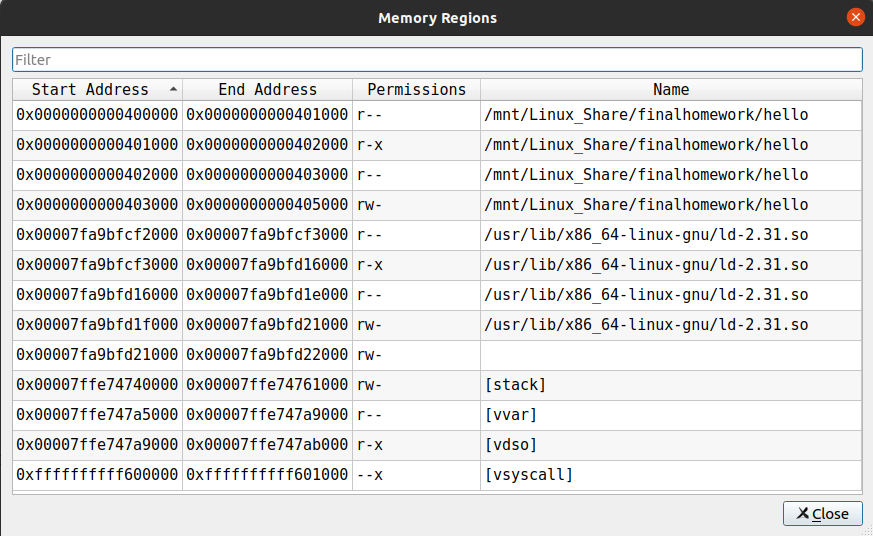 Memory Regions
Filter
Start Address End Address Permissions Name
0x0000000000400000 0x0000000000401000 r-- /mnt/Linux_Share/finalhomework/hello
0x0000000000401000 0x0000000000402000 r-x /mnt/Linux_Share/finalhomework/hello
0x0000000000402000 0x0000000000403000 r-- /mnt/Linux_Share/finalhomework/hello
0x0000000000403000 0x0000000000405000 rw- /mnt/Linux_Share/finalhomework/hello
0x00007fa9bfcf2000 0x00007fa9bfcf3000 r-- /usr/lib/x86_64-linux-gnu/ld-2.31.so
0x00007fa9bfcf3000 0x00007fa9bfd16000 r-x /usr/lib/x86_64-linux-gnu/ld-2.31.so
0x00007fa9bfd16000 0x00007fa9bfd1e000 r-- /usr/lib/x86_64-linux-gnu/ld-2.31.so
0x00007fa9bfd1f000 0x00007fa9bfd21000 rw- /usr/lib/x86_64-linux-gnu/ld-2.31.so
0x00007fa9bfd21000 0x00007fa9bfd22000 rw-
0x00007ffe74740000 0x00007ffe74761000 rw- [stack]
0x00007ffe747a5000 0x00007ffe747a9000 r-- [vvar]
0x00007ffe747a9000 0x00007ffe747ab000 r-x [vdso]
0xffffffffff600000 0xffffffffff601000 --x [vsyscall]
Close